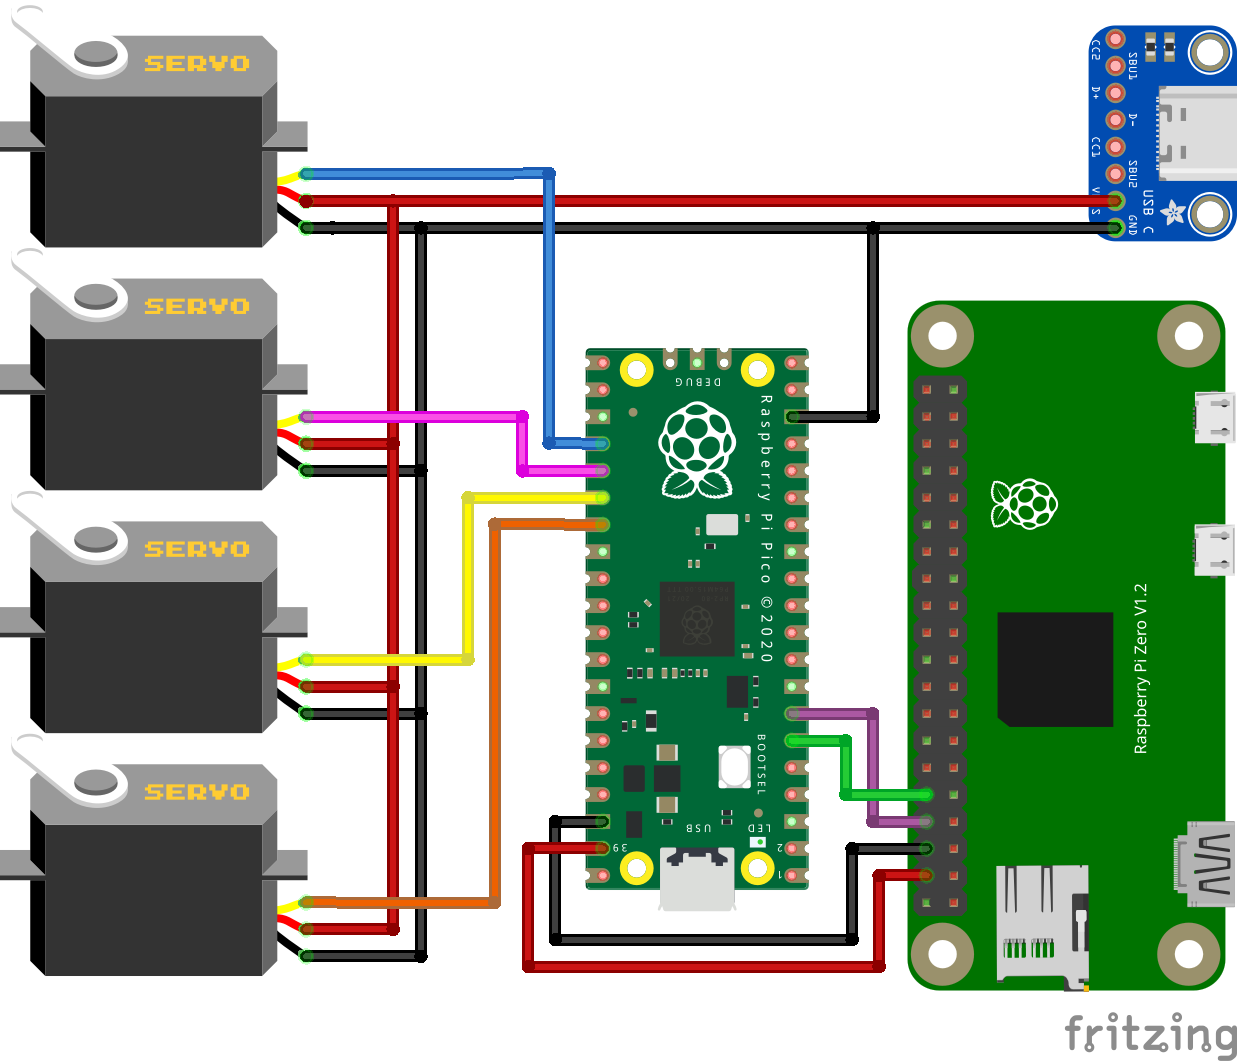 SERVO
SERVO
SERVO
SERVO
CC2
SBU1
D+
D-
CC1
SBU2
V S
GND
USB C
DEBUG
Raspberry Pi Pico ©2020
BOOTSEL
USB
LED
39
2
1
Raspberry Pi Zero V1.2
fritzing